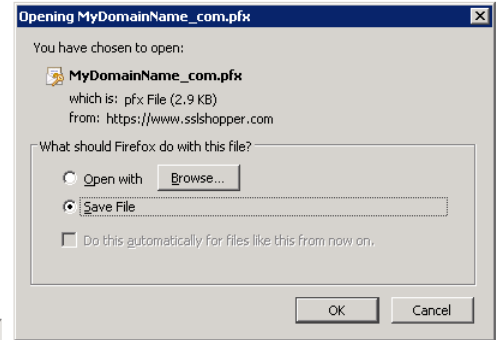 Opening MyDomainName_com.pfx
You have chosen to open:
MyDomainName_com.pfx
which is: pfx File (2.9 KB)
from: https://www.sslshopper.com
What should Firefox do with this file?
Open with Browse...
Save File
Do this automatically for files like this from now on.
OK Cancel